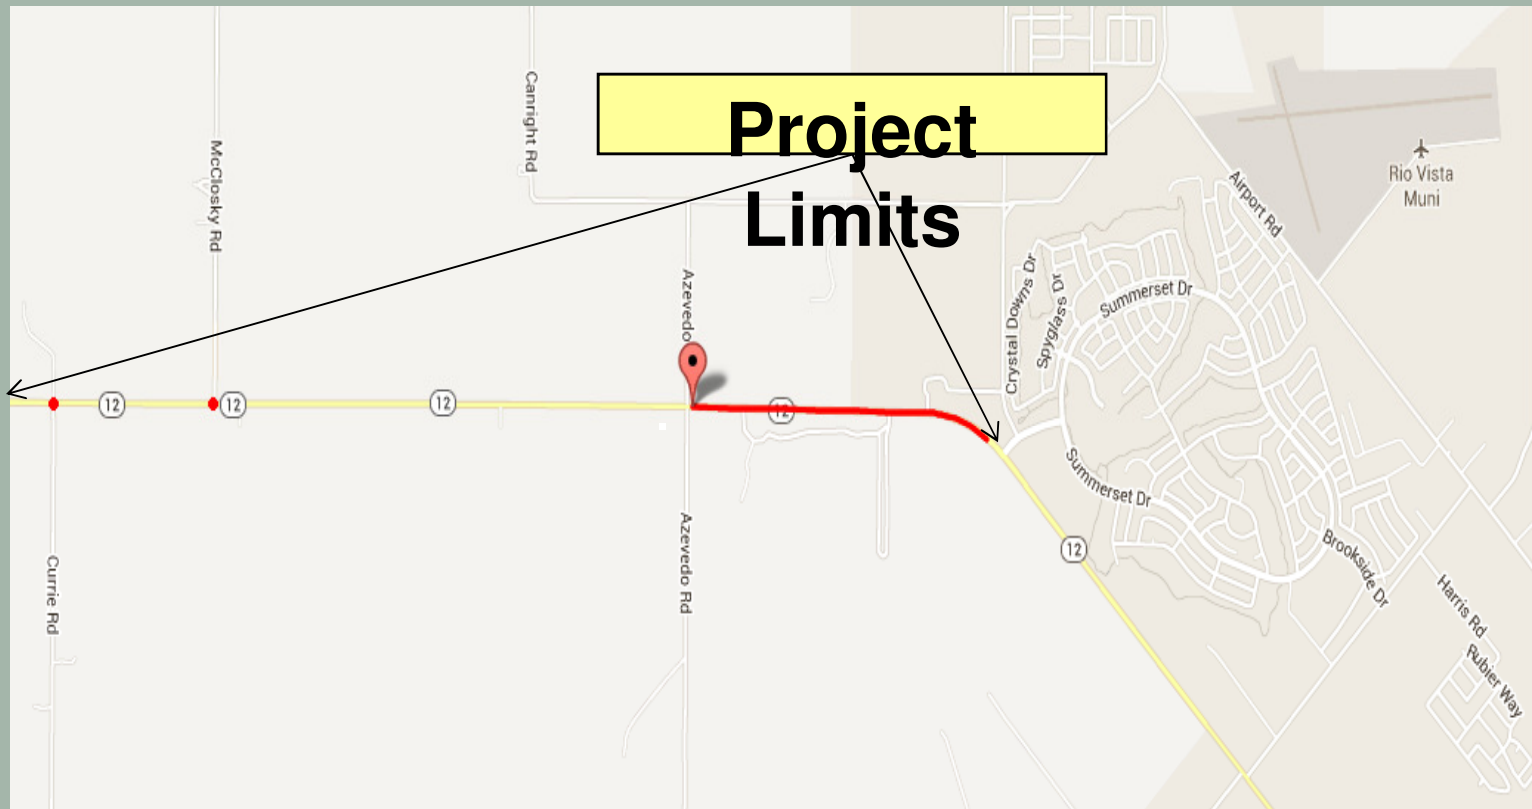 Project
Limits
Canright Rd
McClosky Rd
Rio Vista
Muni
Airport Rd
Azevedo
Crystal Downs Dr
Spyglass Dr
Summerset Dr
12
12
12
12
Summerset Dr
Azevedo Rd
12
Currie Rd
Brookside Dr
Harris Rd
Rubier Way